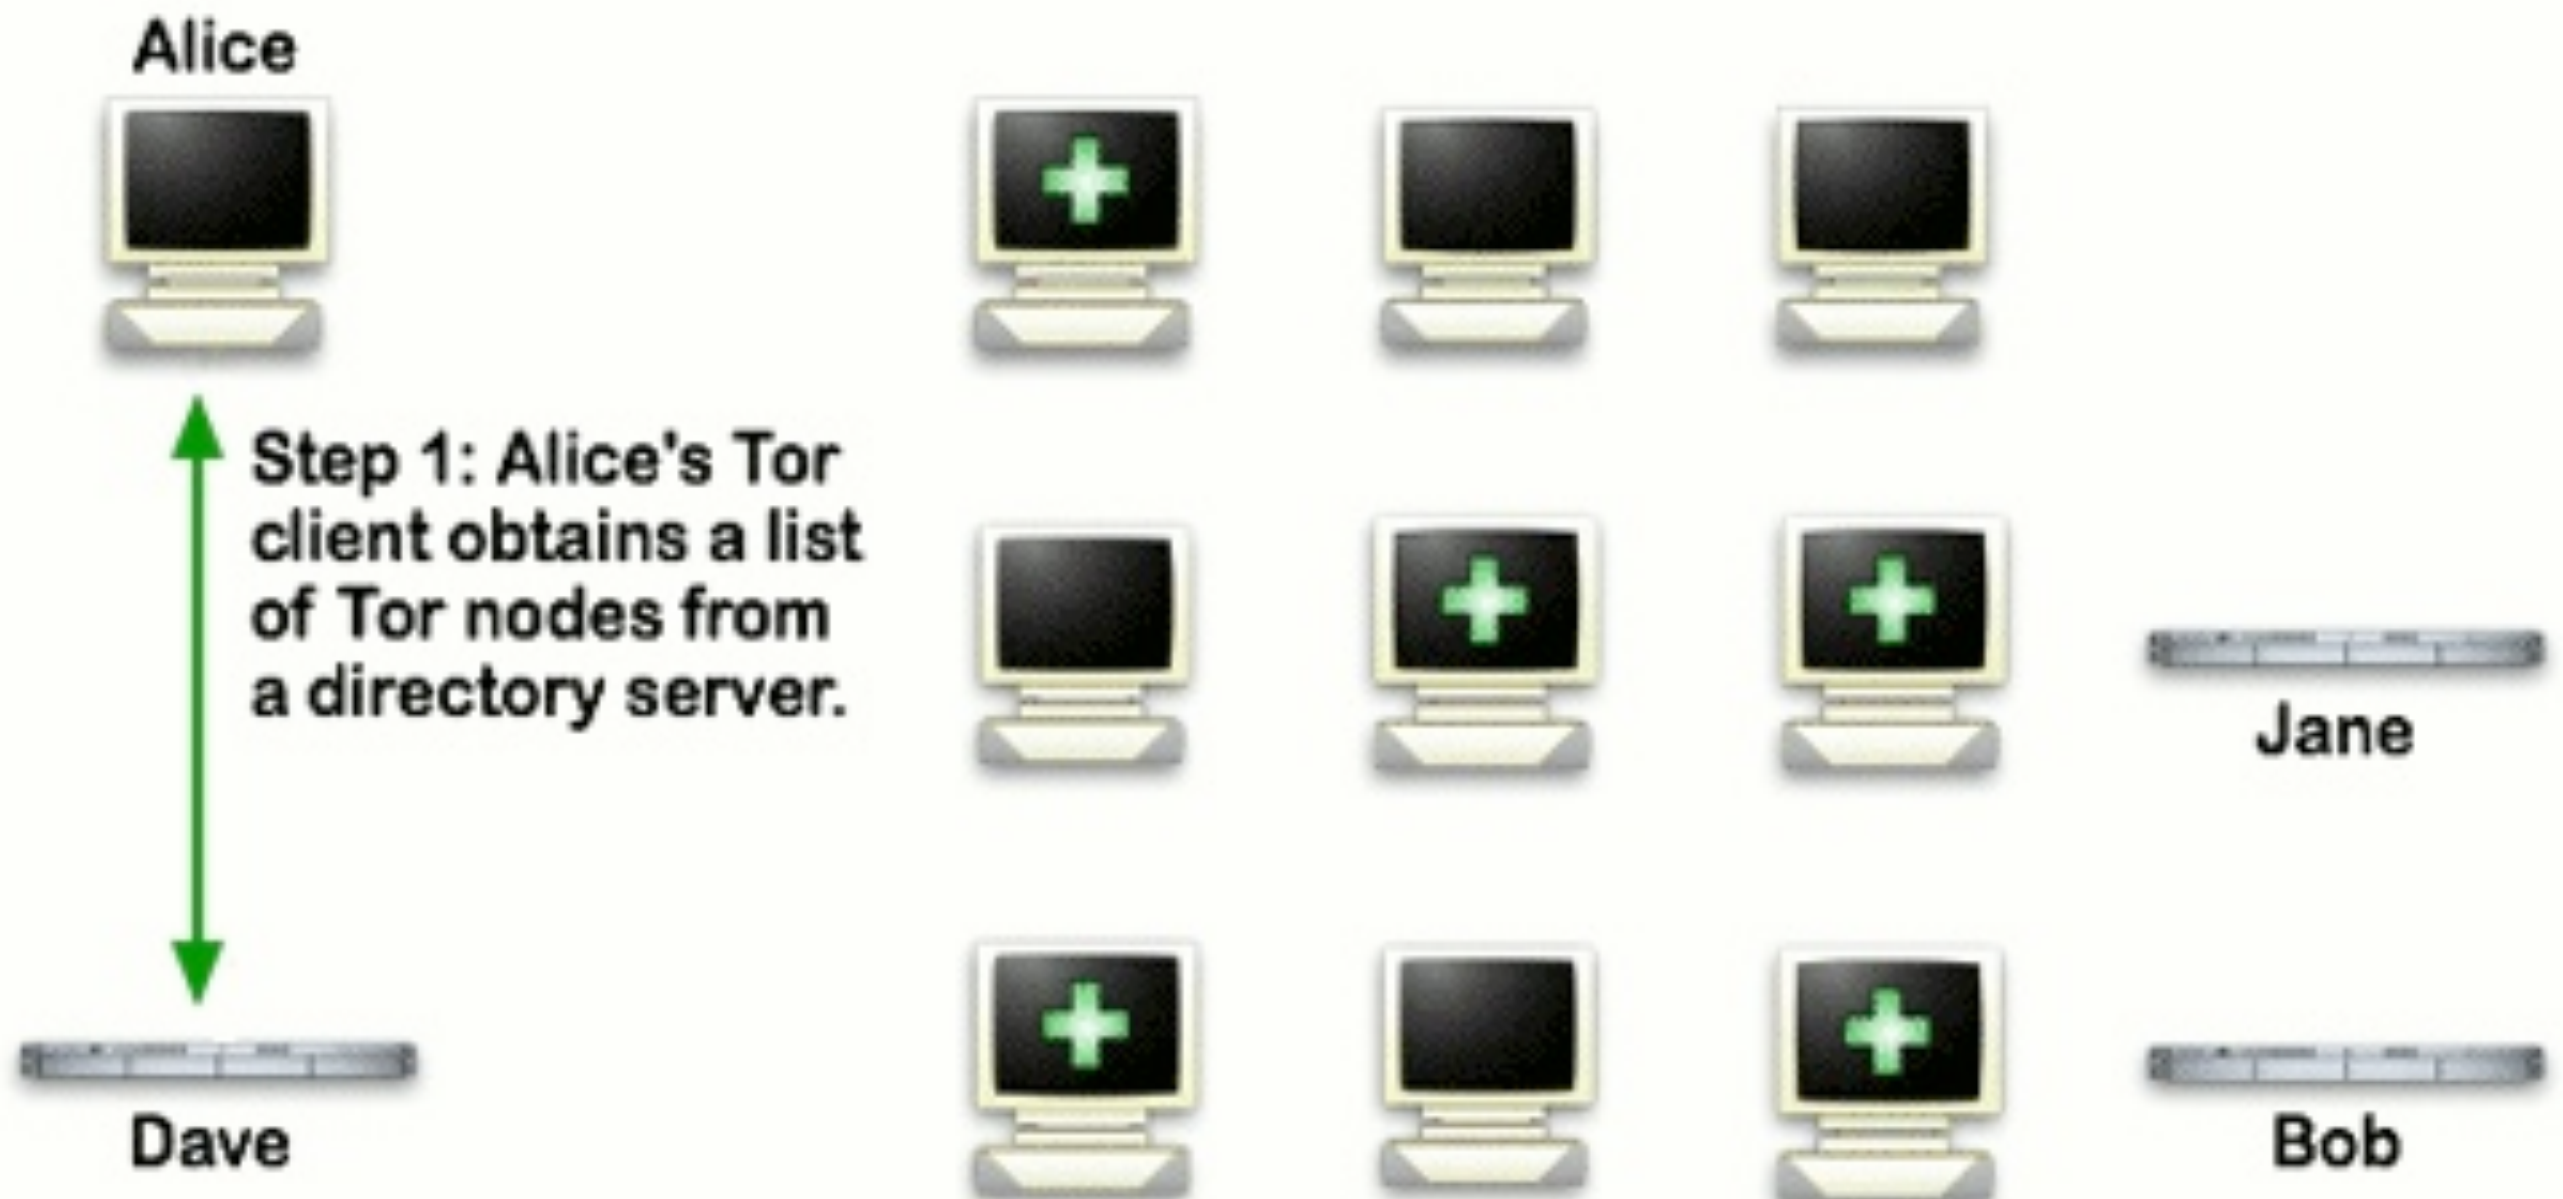 Alice
Step 1: Alice's Tor
client obtains a list
of Tor nodes from
a directory server.
Jane
Dave
Bob